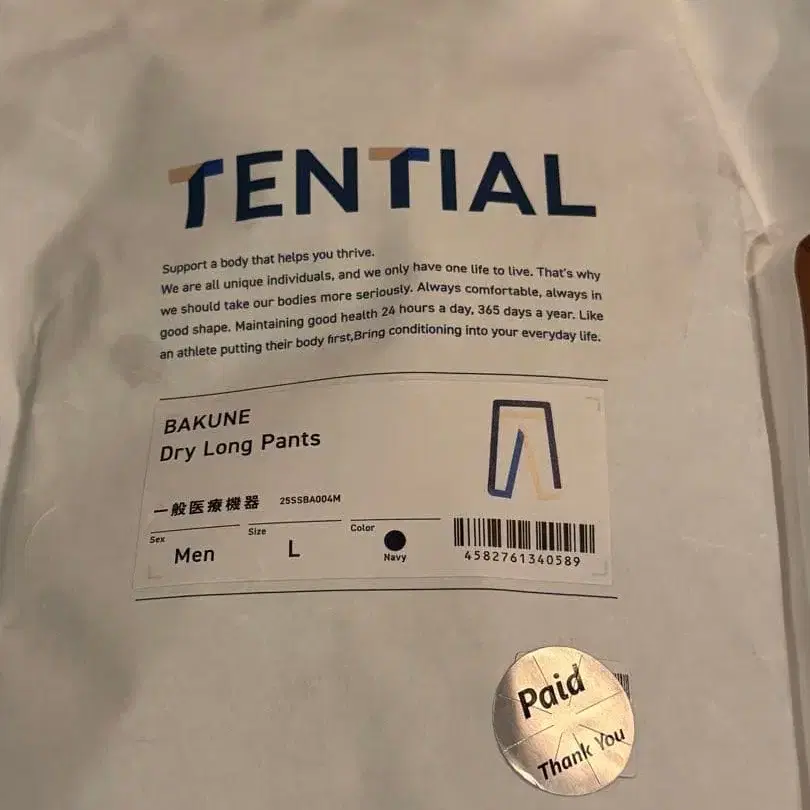 TENTIAL
Support a body that helps you thrive.
We are all unique individuals, and we only have one life to live. That's why
we should take our bodies more seriously. Always comfortable, always in
good shape. Maintaining good health 24 hours a day, 365 days a year. Like
an athlete putting their body first,Bring conditioning into your everyday life.
BAKUNE
Dry Long Pants
一般医療機器 25SSBA004M
Sex Men
Size L
Color Navy
4582761340589
Paid
Thank You